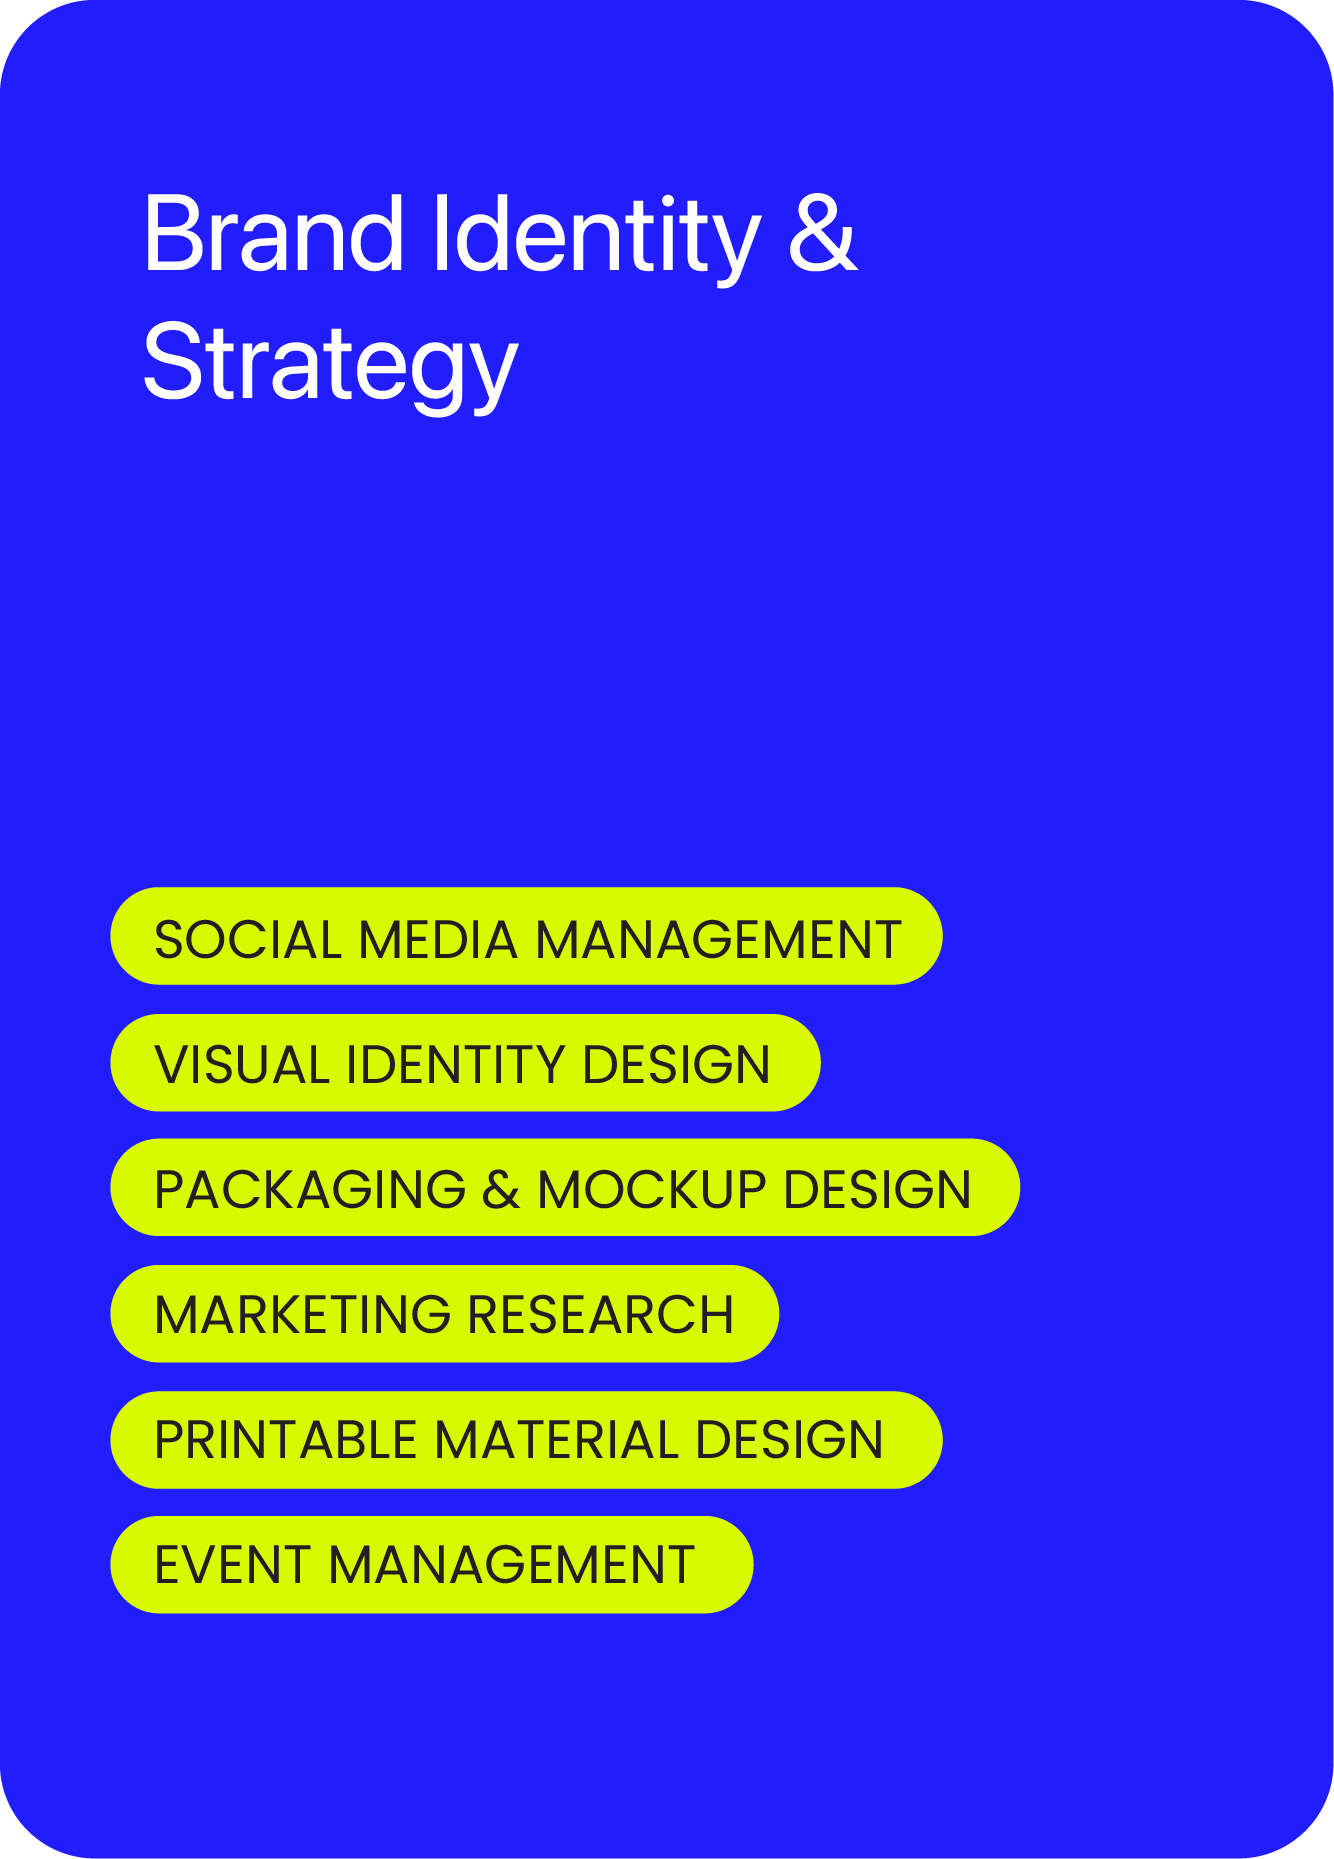 Brand Identity &
Strategy
SOCIAL MEDIA MANAGEMENT
VISUAL IDENTITY DESIGN
PACKAGING & MOCKUP DESIGN
MARKETING RESEARCH
PRINTABLE MATERIAL DESIGN
EVENT MANAGEMENT